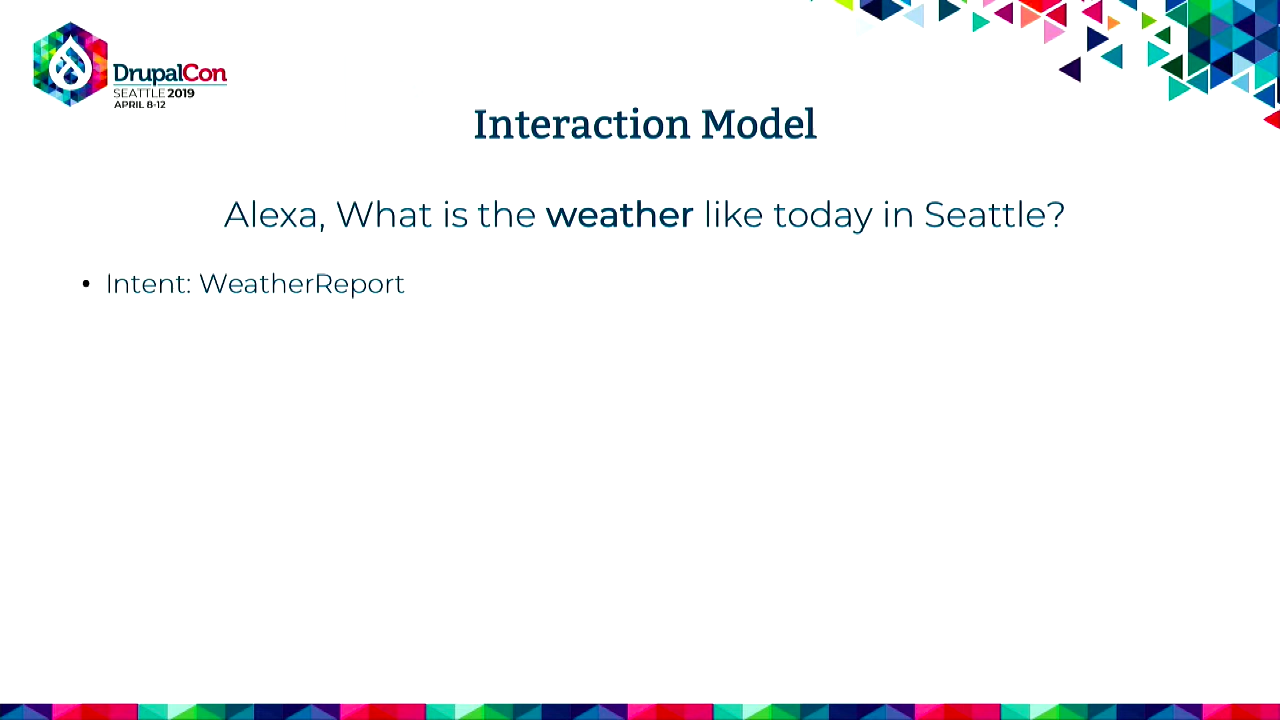 DrupalCon
SEATTLE 2019
APRIL 8-12
Interaction Model
Alexa, What is the weather like today in Seattle?
• Intent: WeatherReport